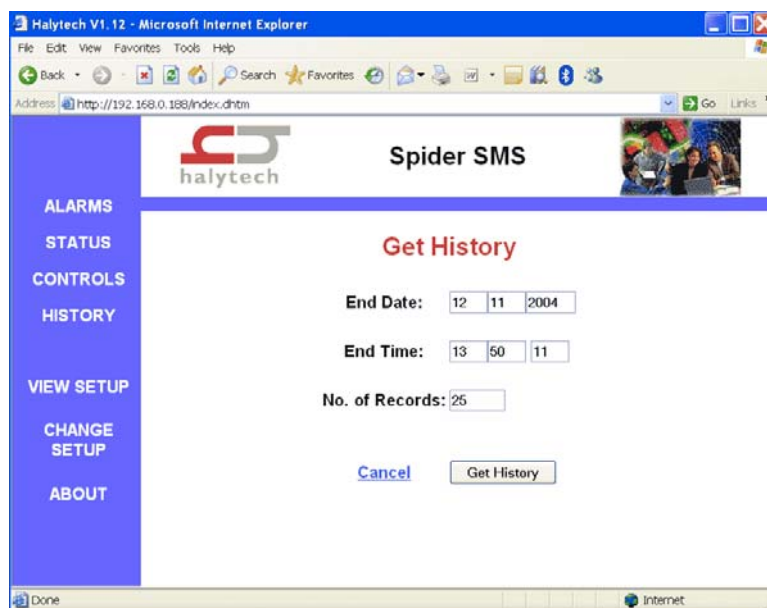 Halytech V1.12 - Microsoft Internet Explorer
File Edit View Favorites Tools Help
Back Search Favorites
Address http://192.168.0.188/index.dhtm Go Links
halytech
Spider SMS
ALARMS
STATUS
CONTROLS
HISTORY
VIEW SETUP
CHANGE
SETUP
ABOUT
Get History
End Date: 12 11 2004
End Time: 13 50 11
No. of Records: 25
Cancel Get History
Done Internet